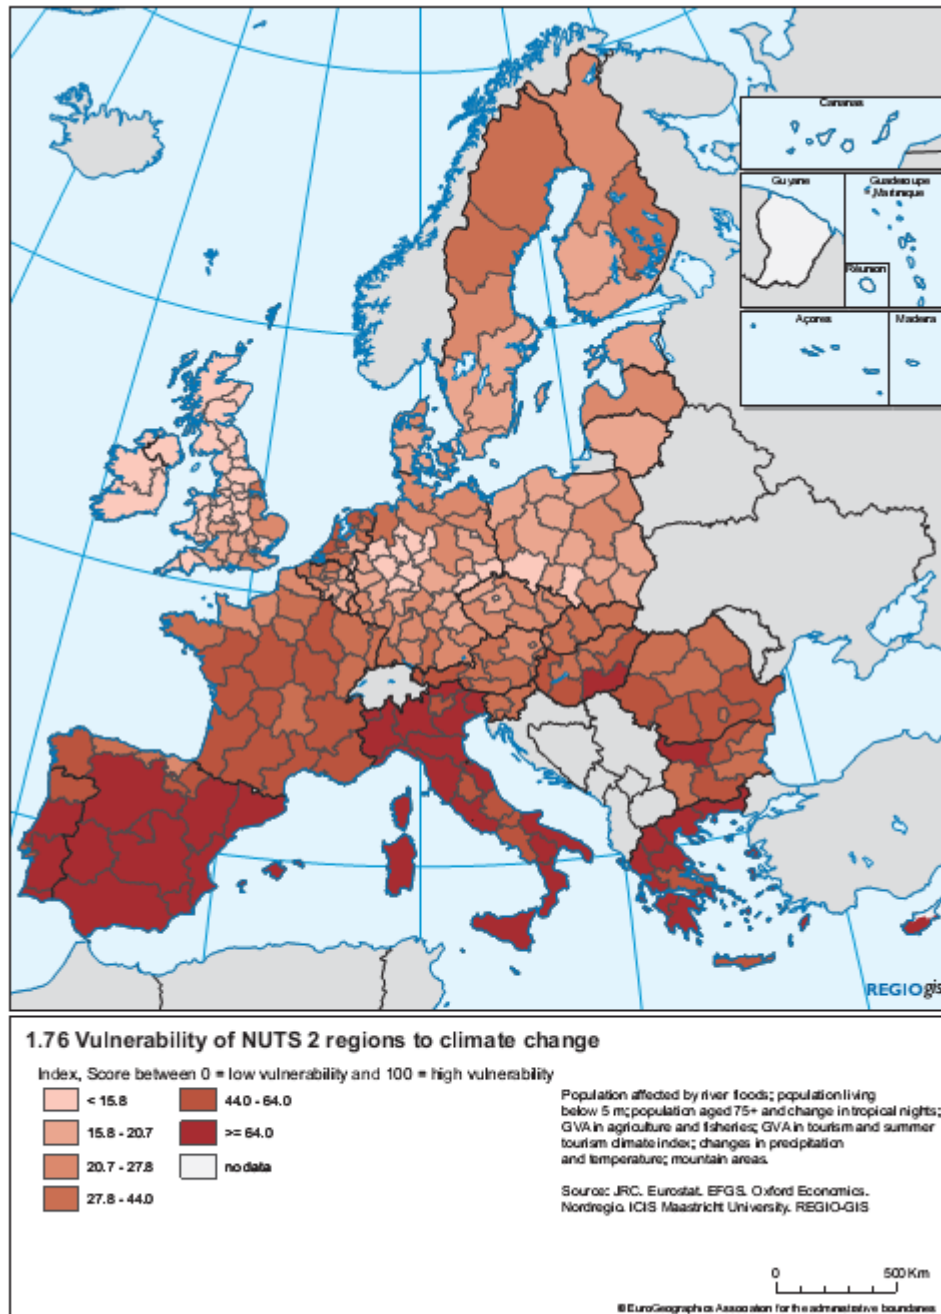 Canarias
Guyane
Guadeloupe
Martinique
Réunion
Açores
Madeira
REGIOgis
1.76 Vulnerability of NUTS 2 regions to climate change
Index, Score between 0 = low vulnerability and 100 = high vulnerability
< 15.8
15.8 - 20.7
20.7 - 27.8
27.8 - 44.0
44.0 - 64.0
>= 64.0
no data
Population affected by river floods; population living
below 5 m; population aged 75+ and change in tropical nights;
GVA in agriculture and fisheries; GVA in tourism and summer
tourism climate index; changes in precipitation
and temperature; mountain areas.
Source: JRC. Eurostat. EFGS. Oxford Economics.
Nordregio. ICIS Maastricht University. REGIO-GIS
0 500 Km
© EuroGeographics Association for the administrative boundaries